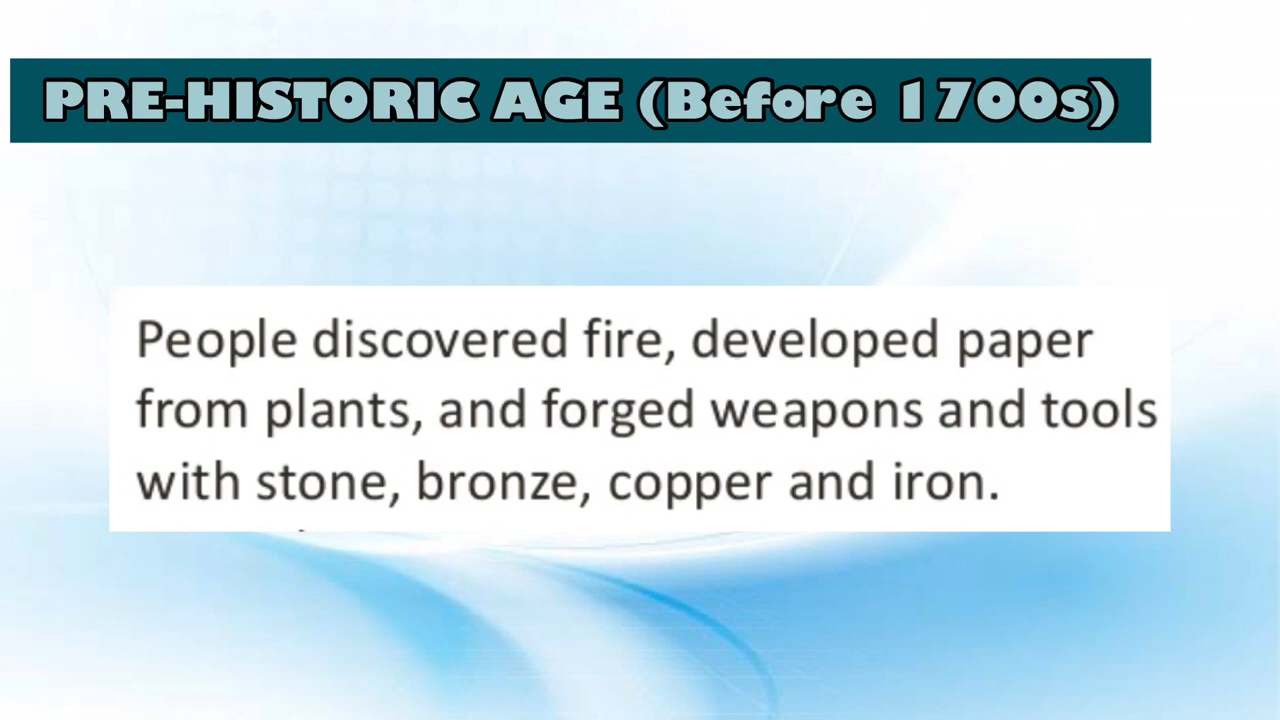 PRE-HISTORIC AGE (Before 1700s)
People discovered fire, developed paper
from plants, and forged weapons and tools
with stone, bronze, copper and iron.